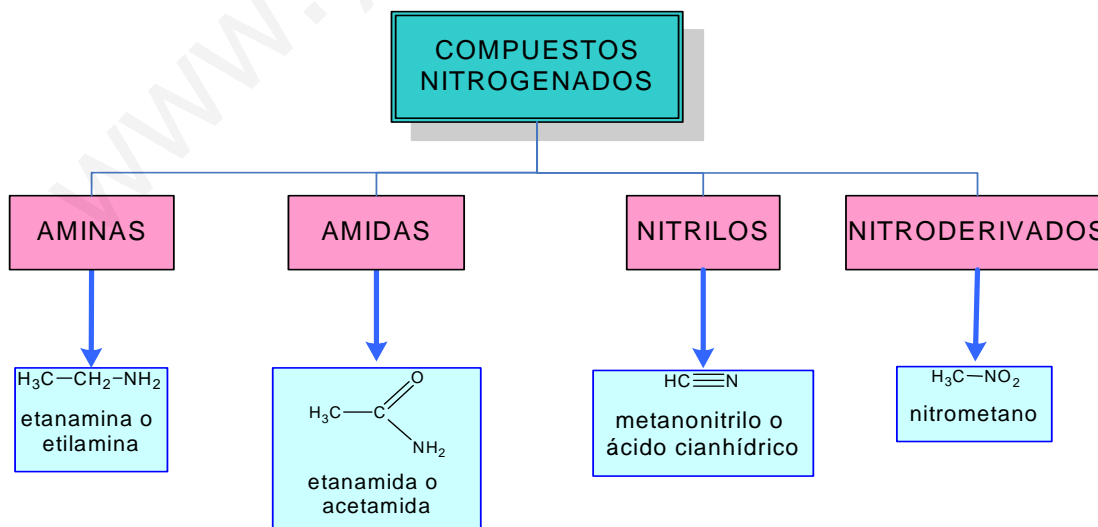 www.
COMPUESTOS
NITROGENADOS
AMINAS
AMIDAS
NITRILOS
NITRODERIVADOS
H₃C—CH₂—NH₂
etanamina o
etilamina
O
H₃C
C
NH₂
etanamida o
acetamida
HC≡N
metanonitrilo o
ácido cianhídrico
H₃C—NO₂
nitrometano